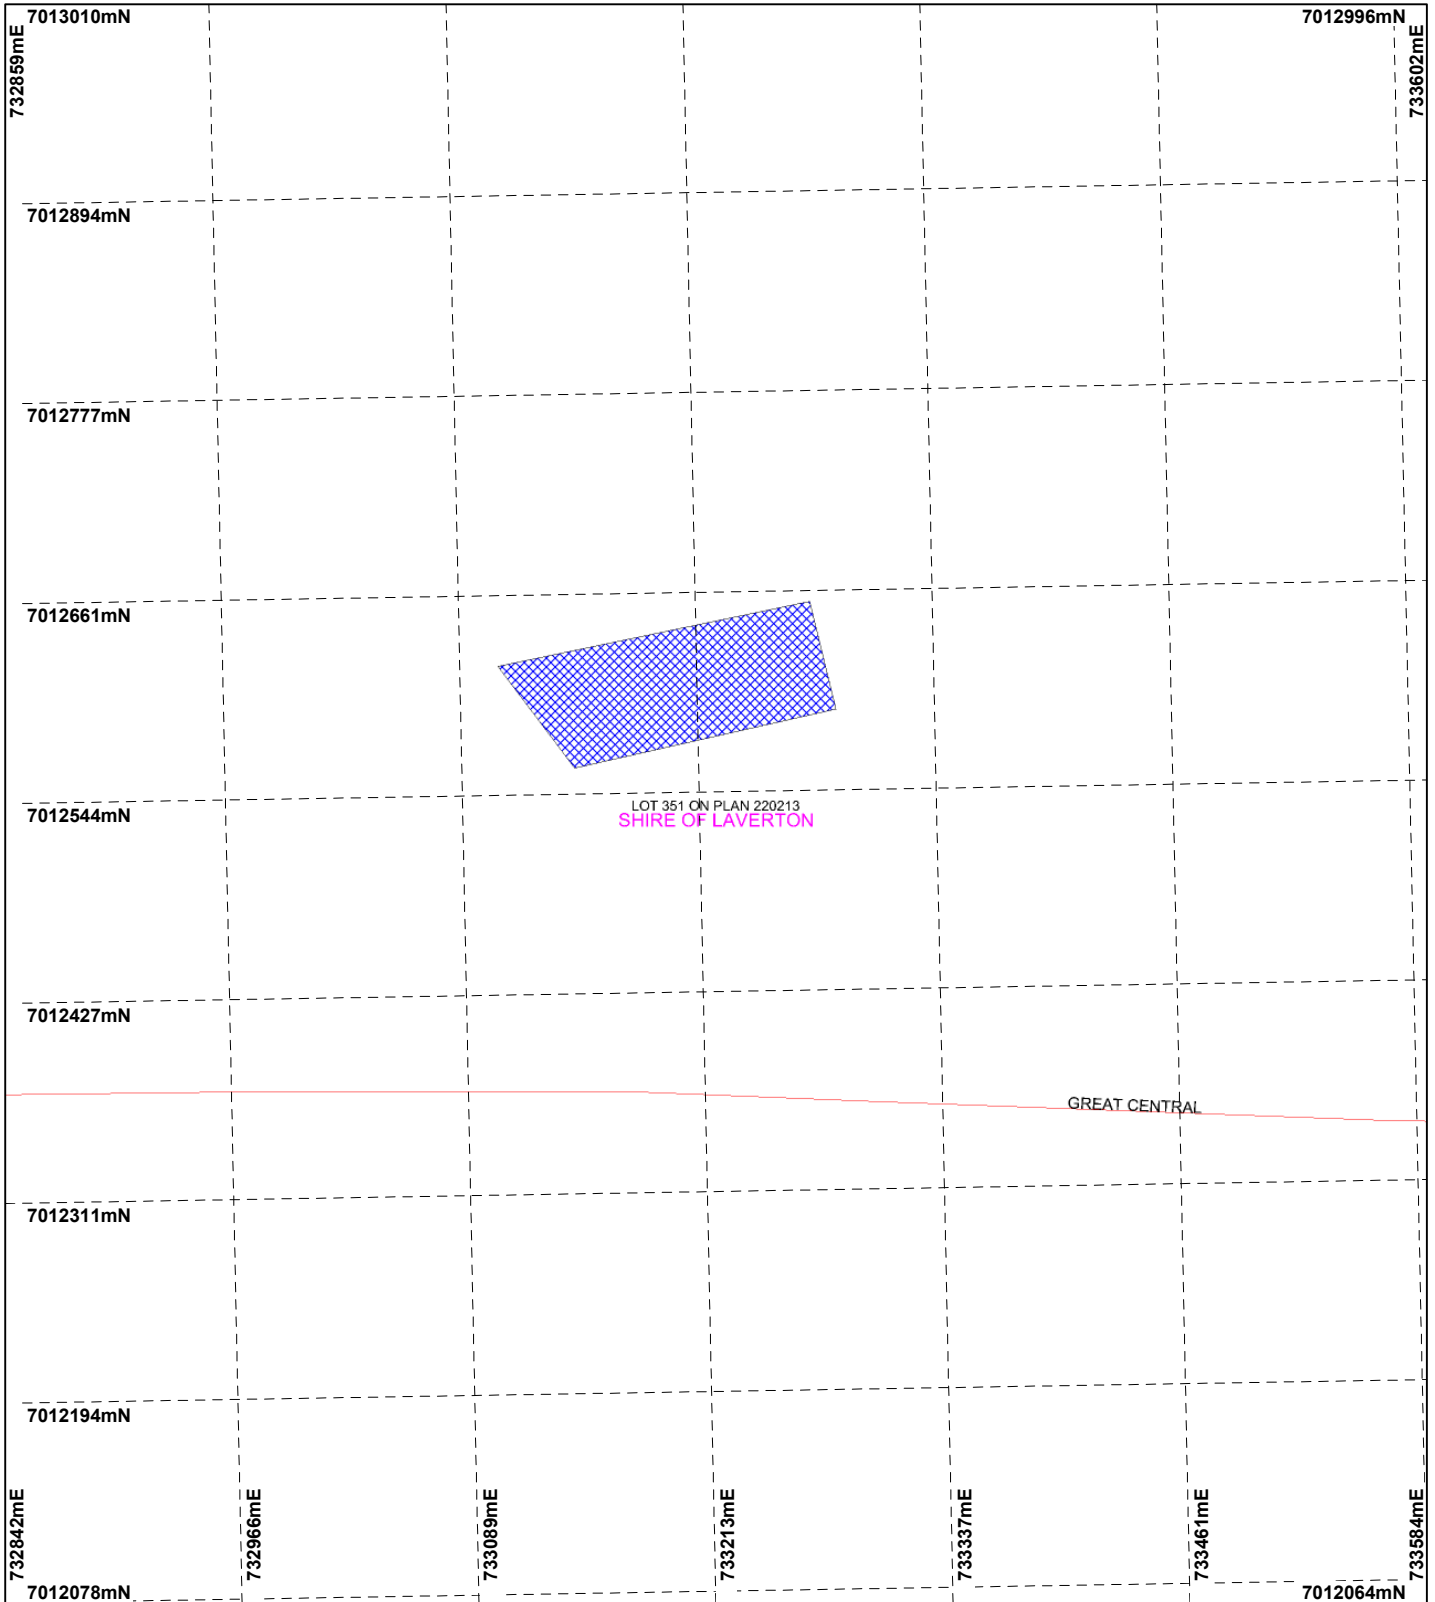 7013010mN
7012996mN
732859mE
733602mE
7012894mN
7012777mN
7012661mN
7012544mN
LOT 351 ON PLAN 220213
SHIRE OF LAVERTON
7012427mN
GREAT CENTRAL
7012311mN
7012194mN
732842mE
732966mE
733089mE
733213mE
733337mE
733461mE
733584mE
7012078mN
7012064mN